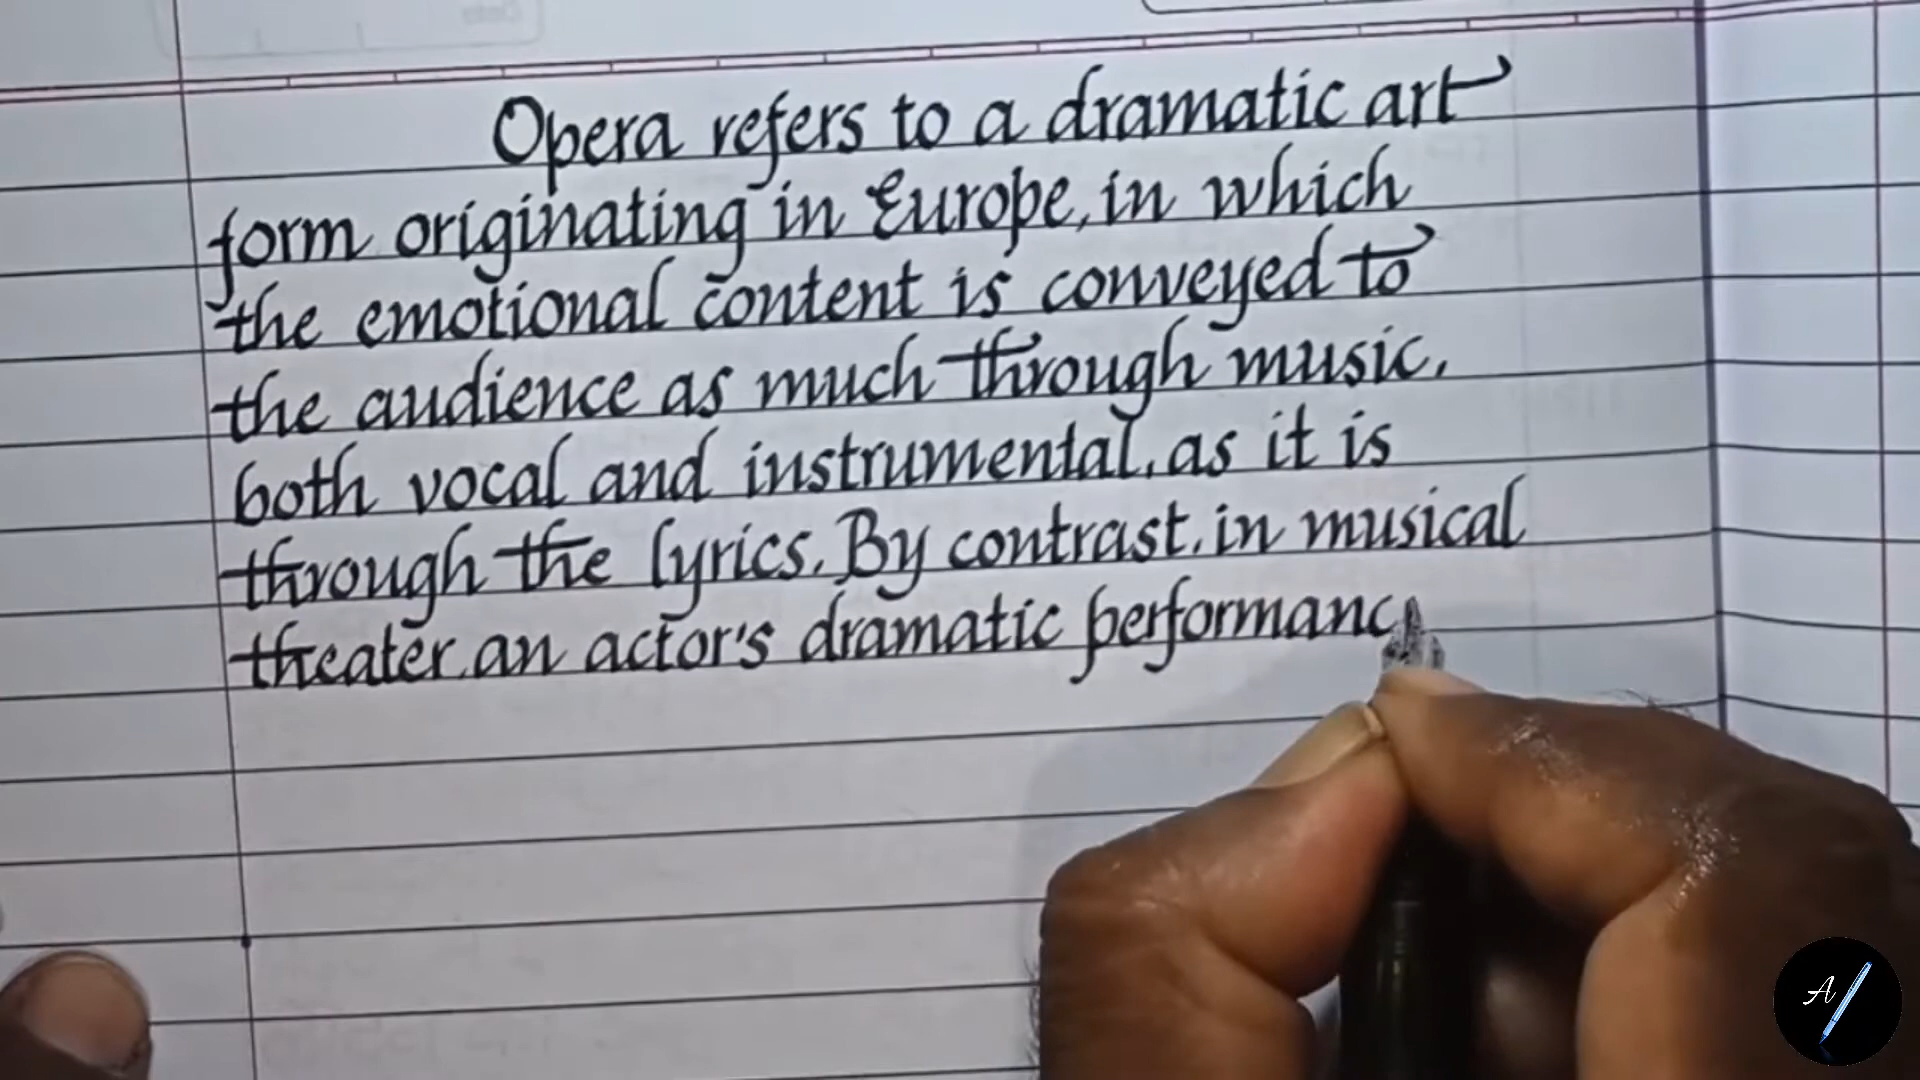 Opera refers to a dramatic art
form originating in Europe, in which
the emotional content is conveyed to
the audience as much through music,
both vocal and instrumental, as it is
through the lyrics. By contrast, in musical
theater, an actor's dramatic performanc
A